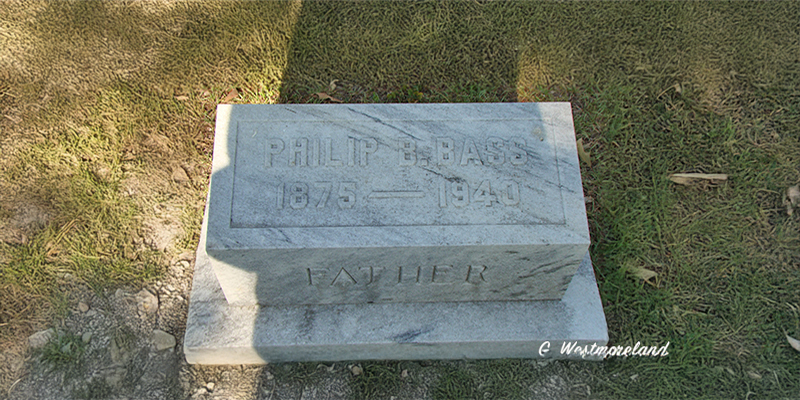 PHILIP B. BASS
1875 — 1940
FATHER
G Westmoreland